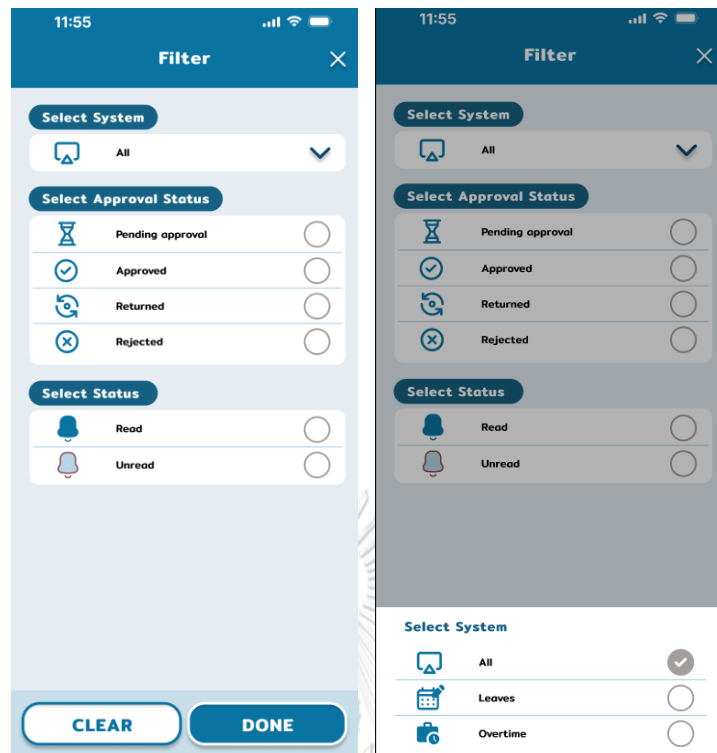 11:55
Filter
Select System
All
Select Approval Status
Pending approval
Approved
Returned
Rejected
Select Status
Read
Unread
CLEAR
DONE
11:55
Filter
Select System
All
Select Approval Status
Pending approval
Approved
Returned
Rejected
Select Status
Read
Unread
Select System
All
Leaves
Overtime